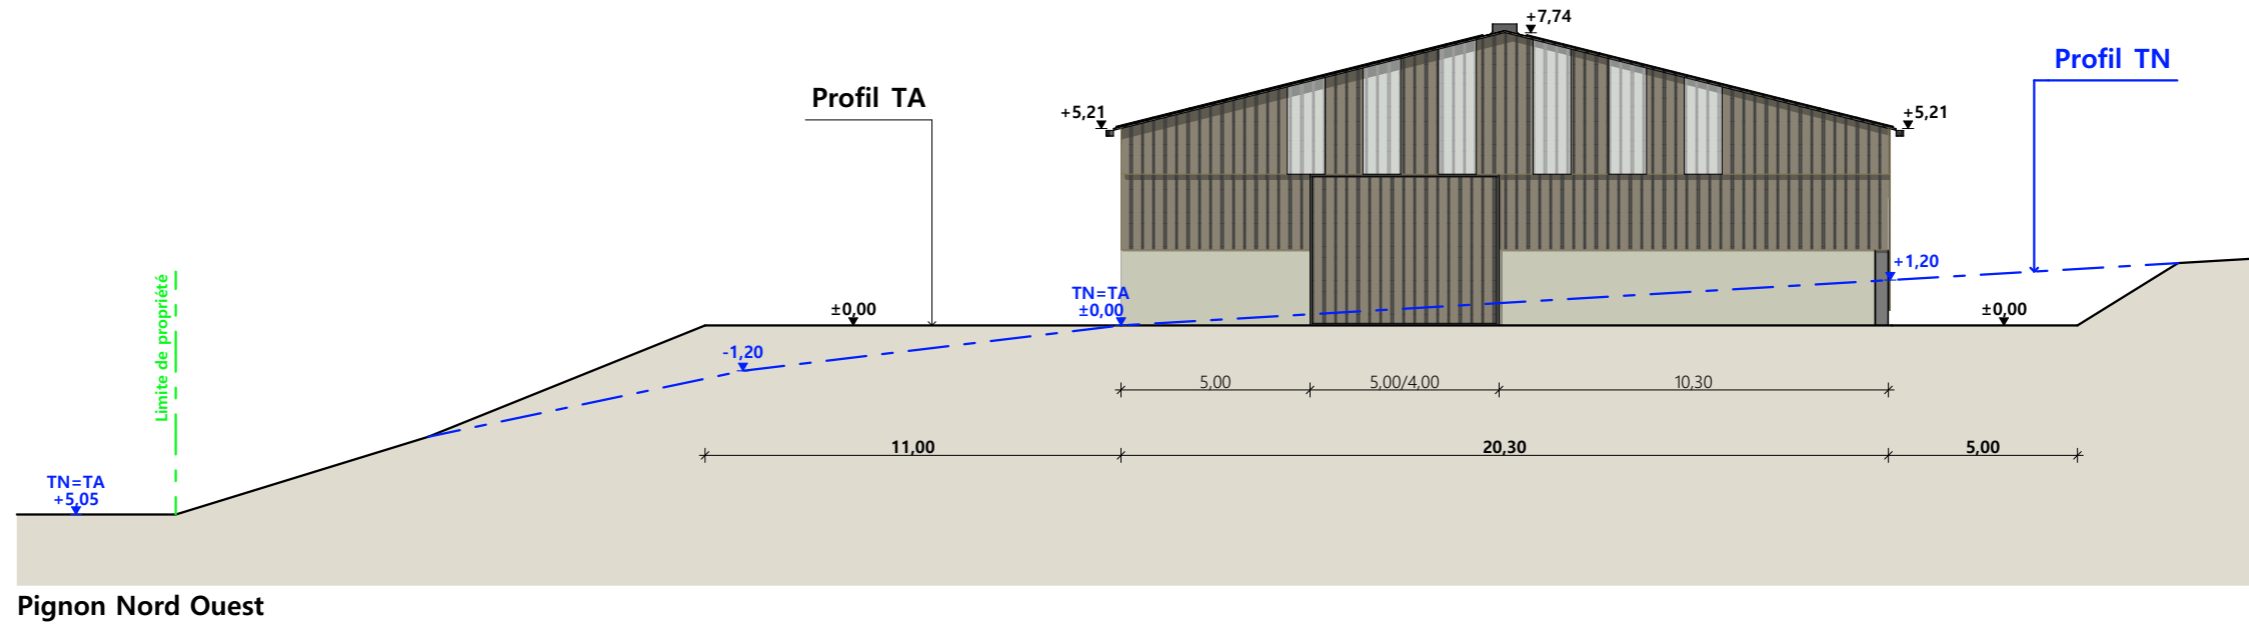 +7,74
Profil TN
Profil TA
+5,21
+5,21
+1,20
Limite de propriété
TN=TA
±0,00
±0,00
±0,00
-1,20
5,00
5,00/4,00
10,30
11,00
20,30
5,00
TN=TA
+5,05
Pignon Nord Ouest